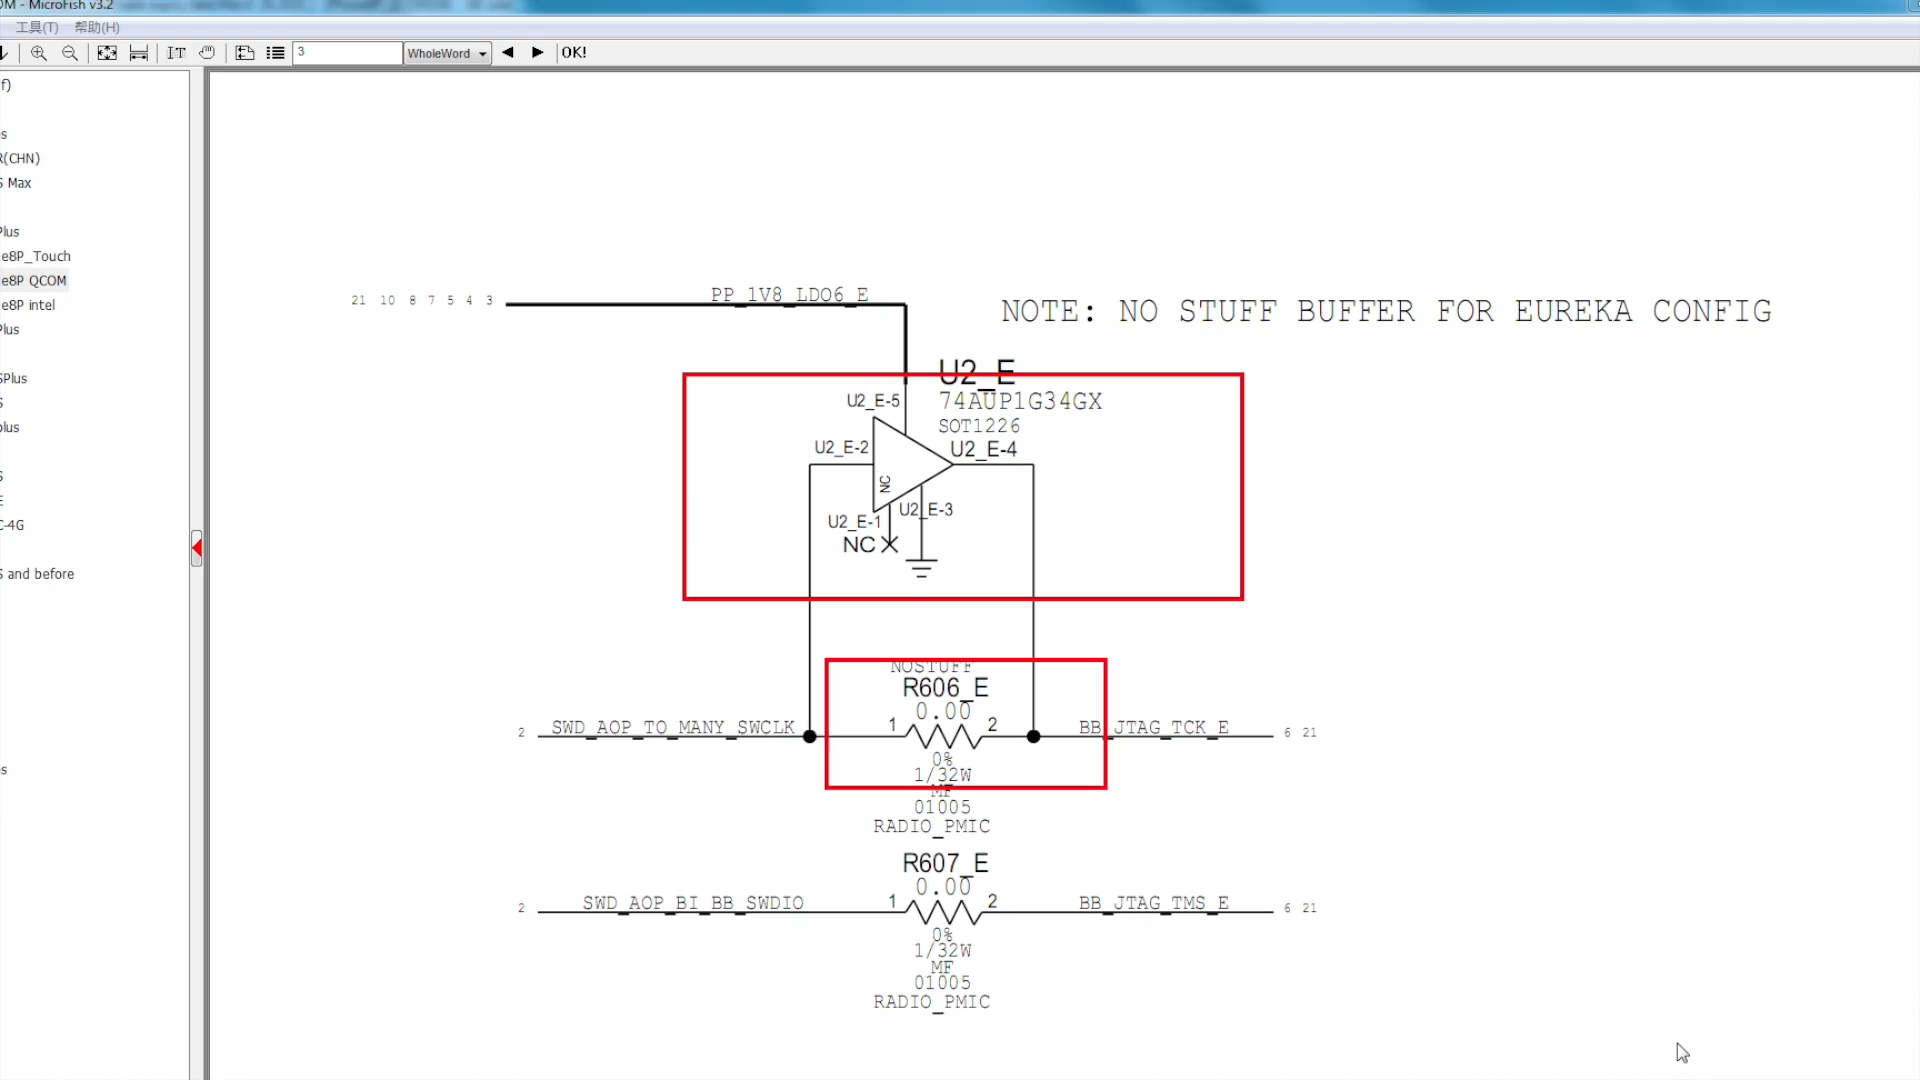 OM - MicroFish v3.2
工具(T) 帮助(H)
3 WholeWord OK!
f)
s
R(CHN)
S Max
Plus
e8P_Touch
e8P QCOM
e8P intel
Plus
SPlus
S
plus
S
E
C-4G
S and before
s
21 10 8 7 5 4 3 PP_1V8_LDO6_E
NOTE: NO STUFF BUFFER FOR EUREKA CONFIG
U2_E
U2_E-5 74AUP1G34GX
SOT1226
U2_E-2 U2_E-4
NC
U2_E-3
U2_E-1
NC
NOSTUFF
R606_E
0.00
2 SWD_AOP_TO_MANY_SWCLK 1 2 BB_JTAG_TCK_E 6 21
0%
1/32W
MF
01005
RADIO_PMIC
R607_E
0.00
2 SWD_AOP_BI_BB_SWDIO 1 2 BB_JTAG_TMS_E 6 21
0%
1/32W
MF
01005
RADIO_PMIC